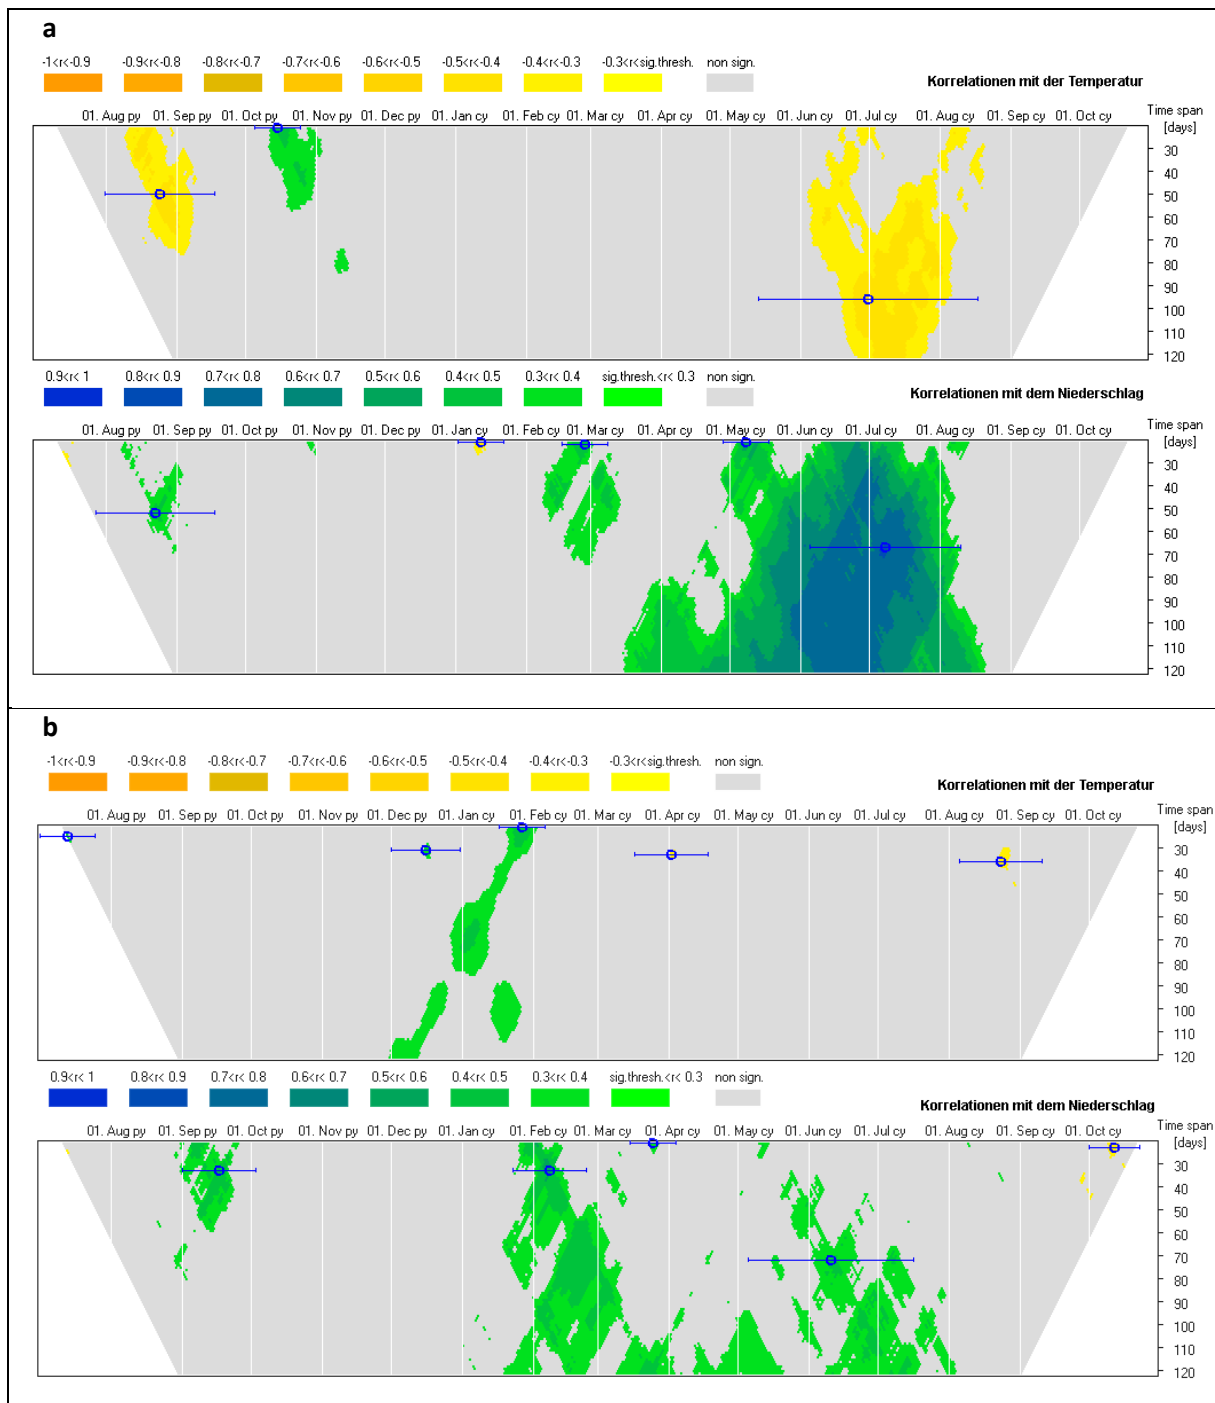 a
-1<r<-0.9 -0.9<r<-0.8 -0.8<r<-0.7 -0.7<r<-0.6 -0.6<r<-0.5 -0.5<r<-0.4 -0.4<r<-0.3 -0.3<r<sig.thresh. non sign.
Korrelationen mit der Temperatur
01. Aug py 01. Sep py 01. Oct py 01. Nov py 01. Dec py 01. Jan cy 01. Feb cy 01. Mar cy 01. Apr cy 01. May cy 01. Jun cy 01. Jul cy 01. Aug cy 01. Sep cy 01. Oct cy Time span
[days]
30
40
50
60
70
80
90
100
110
120
0.9<r< 1 0.8<r< 0.9 0.7<r< 0.8 0.6<r< 0.7 0.5<r< 0.6 0.4<r< 0.5 0.3<r< 0.4 sig.thresh.<r< 0.3 non sign.
Korrelationen mit dem Niederschlag
01. Aug py 01. Sep py 01. Oct py 01. Nov py 01. Dec py 01. Jan cy 01. Feb cy 01. Mar cy 01. Apr cy 01. May cy 01. Jun cy 01. Jul cy 01. Aug cy 01. Sep cy 01. Oct cy Time span
[days]
30
40
50
60
70
80
90
100
110
120
b
-1<r<-0.9 -0.9<r<-0.8 -0.8<r<-0.7 -0.7<r<-0.6 -0.6<r<-0.5 -0.5<r<-0.4 -0.4<r<-0.3 -0.3<r<sig.thresh. non sign.
Korrelationen mit der Temperatur
01. Aug py 01. Sep py 01. Oct py 01. Nov py 01. Dec py 01. Jan cy 01. Feb cy 01. Mar cy 01. Apr cy 01. May cy 01. Jun cy 01. Jul cy 01. Aug cy 01. Sep cy 01. Oct cy Time span
[days]
30
40
50
60
70
80
90
100
110
120
0.9<r< 1 0.8<r< 0.9 0.7<r< 0.8 0.6<r< 0.7 0.5<r< 0.6 0.4<r< 0.5 0.3<r< 0.4 sig.thresh.<r< 0.3 non sign.
Korrelationen mit dem Niederschlag
01. Aug py 01. Sep py 01. Oct py 01. Nov py 01. Dec py 01. Jan cy 01. Feb cy 01. Mar cy 01. Apr cy 01. May cy 01. Jun cy 01. Jul cy 01. Aug cy 01. Sep cy 01. Oct cy Time span
[days]
30
40
50
60
70
80
90
100
110
120